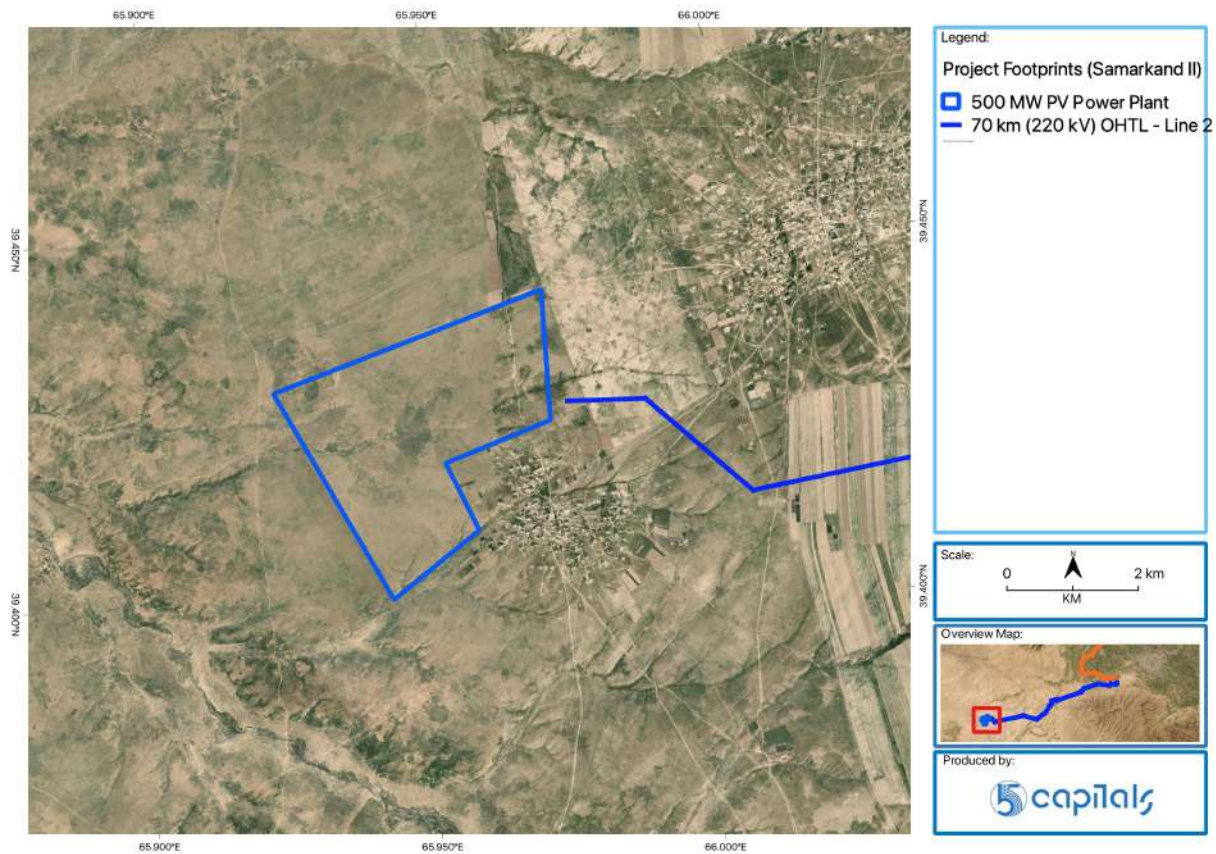 65.900°E
65.950°E
66.000°E
39.450°N
39.400°N
39.450°N
39.400°N
65.900°E
65.950°E
66.000°E
Legend:
Project Footprints (Samarkand II)
500 MW PV Power Plant
70 km (220 kV) OHTL - Line 2
Scale:
N
0 2 km
KM
Overview Map:
Produced by:
5 capitals